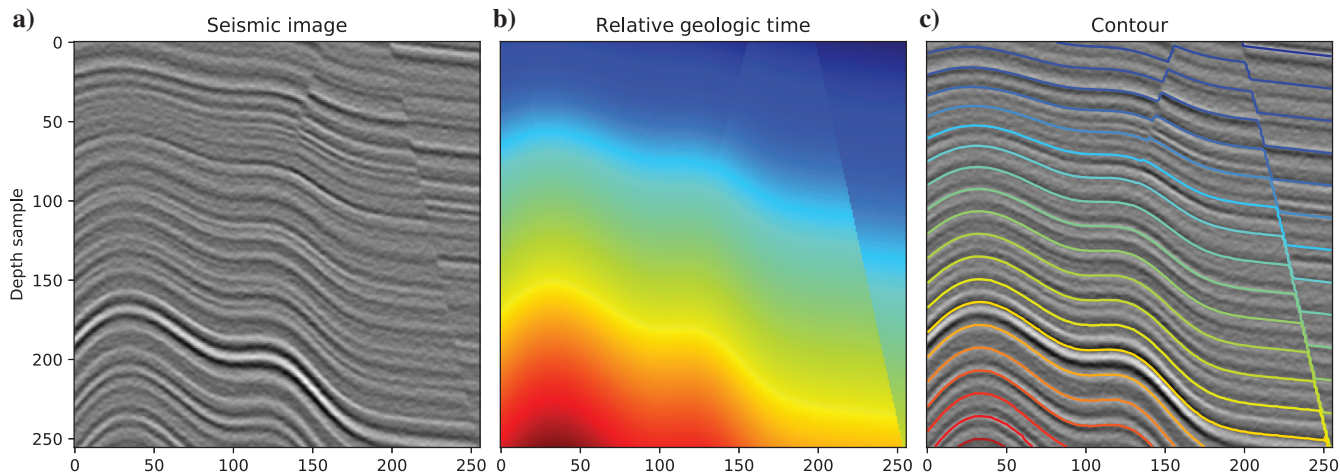 a) Seismic image
b) Relative geologic time
c) Contour
Depth sample
0
50
100
150
200
250
0 50 100 150 200 250
0 50 100 150 200 250
0 50 100 150 200 250